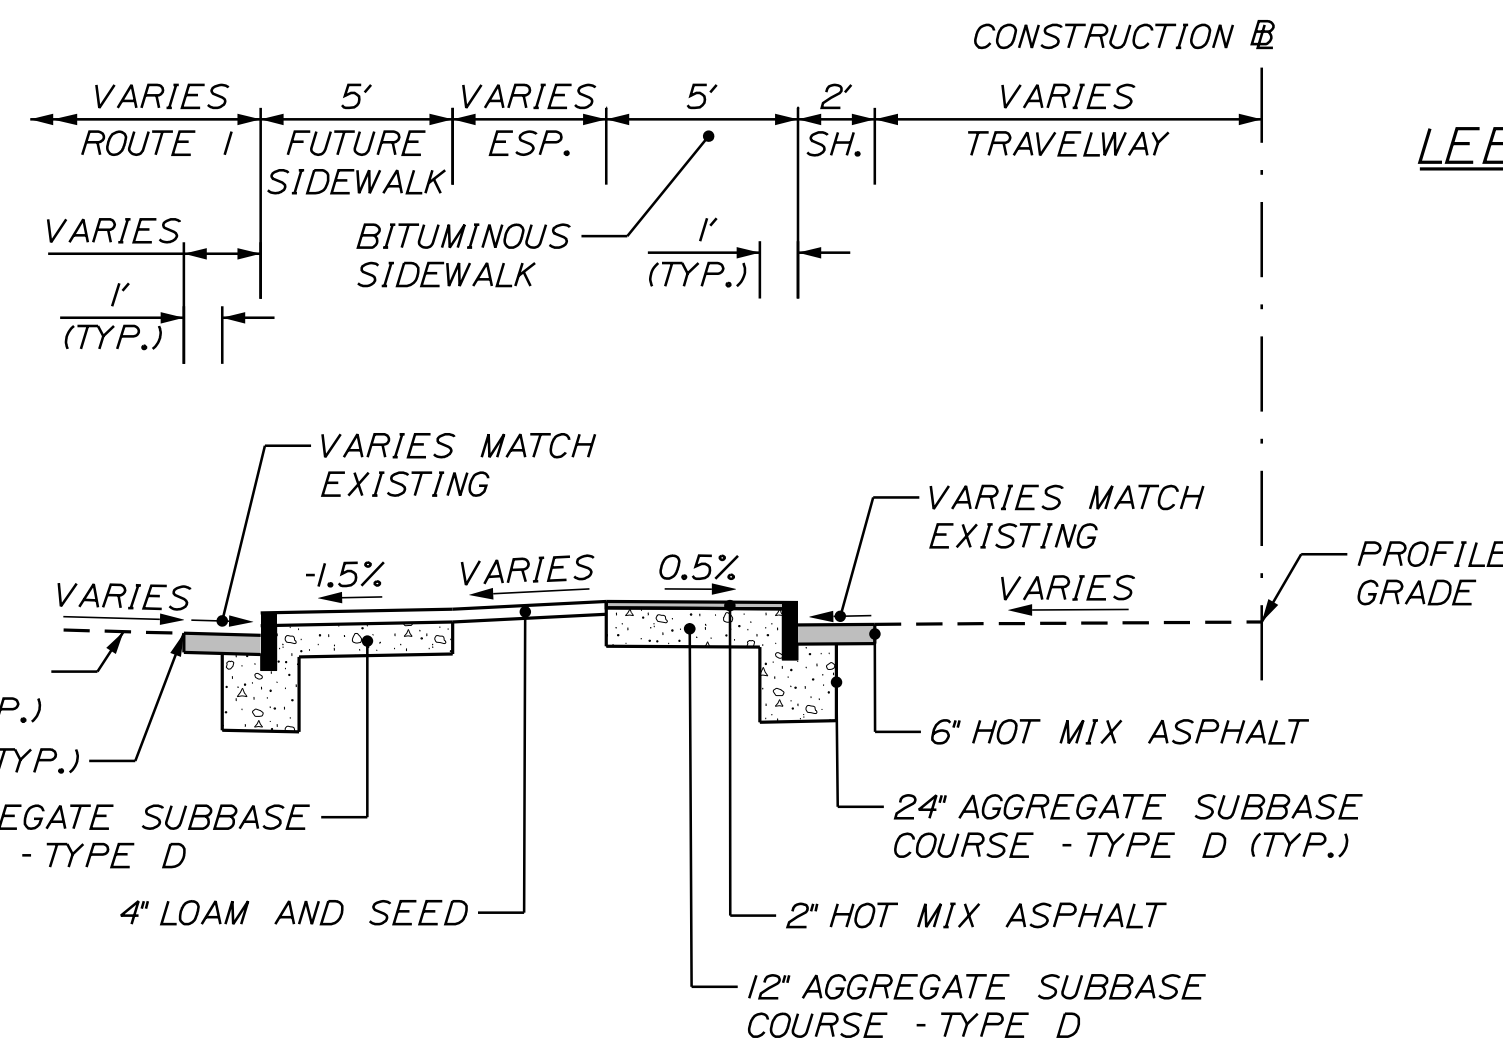 CONSTRUCTION BL
VARIES 5' VARIES 5' 2' VARIES
ROUTE 1 FUTURE ESP. SH. TRAVELWAY
SIDEWALK
LEE
VARIES
BITUMINOUS
SIDEWALK
1'
(TYP.)
1'
(TYP.)
VARIES MATCH
EXISTING
VARIES MATCH
EXISTING
VARIES -1.5% VARIES 0.5% VARIES
PROFILE
GRADE
P.)
TYP.)
6" HOT MIX ASPHALT
EGATE SUBBASE
- TYPE D
24" AGGREGATE SUBBASE
COURSE - TYPE D (TYP.)
4" LOAM AND SEED
2" HOT MIX ASPHALT
12" AGGREGATE SUBBASE
COURSE - TYPE D